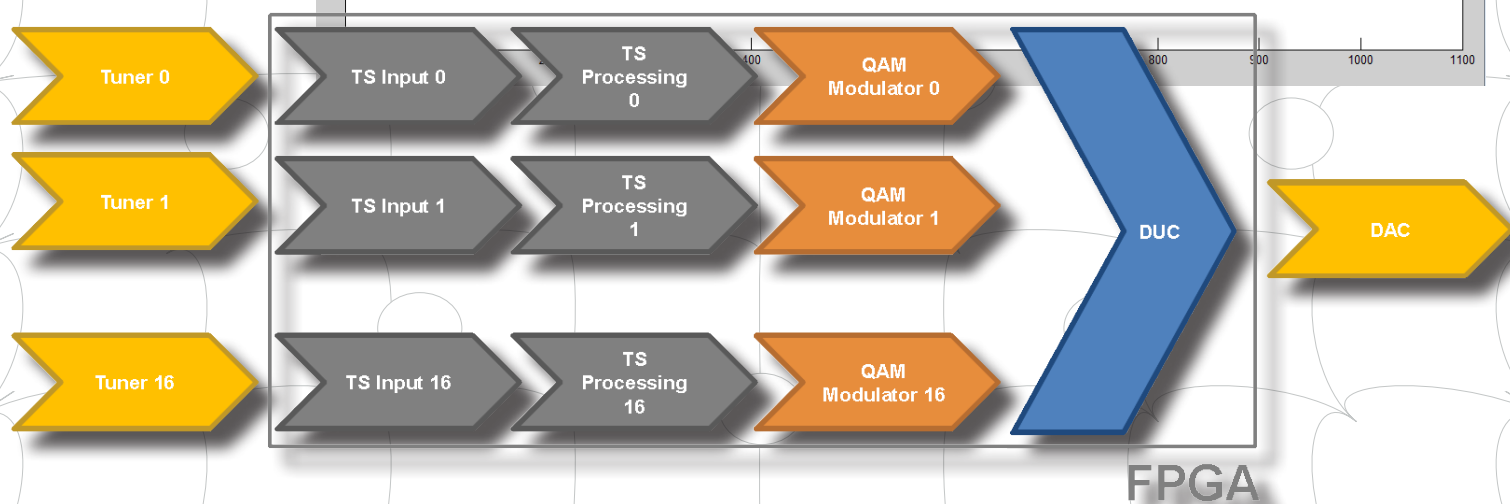 400
800
900
1000
1100
Tuner 0
TS Input 0
TS
Processing
0
QAM
Modulator 0
Tuner 1
TS Input 1
TS
Processing
1
QAM
Modulator 1
DUC
DAC
Tuner 16
TS Input 16
TS
Processing
16
QAM
Modulator 16
FPGA